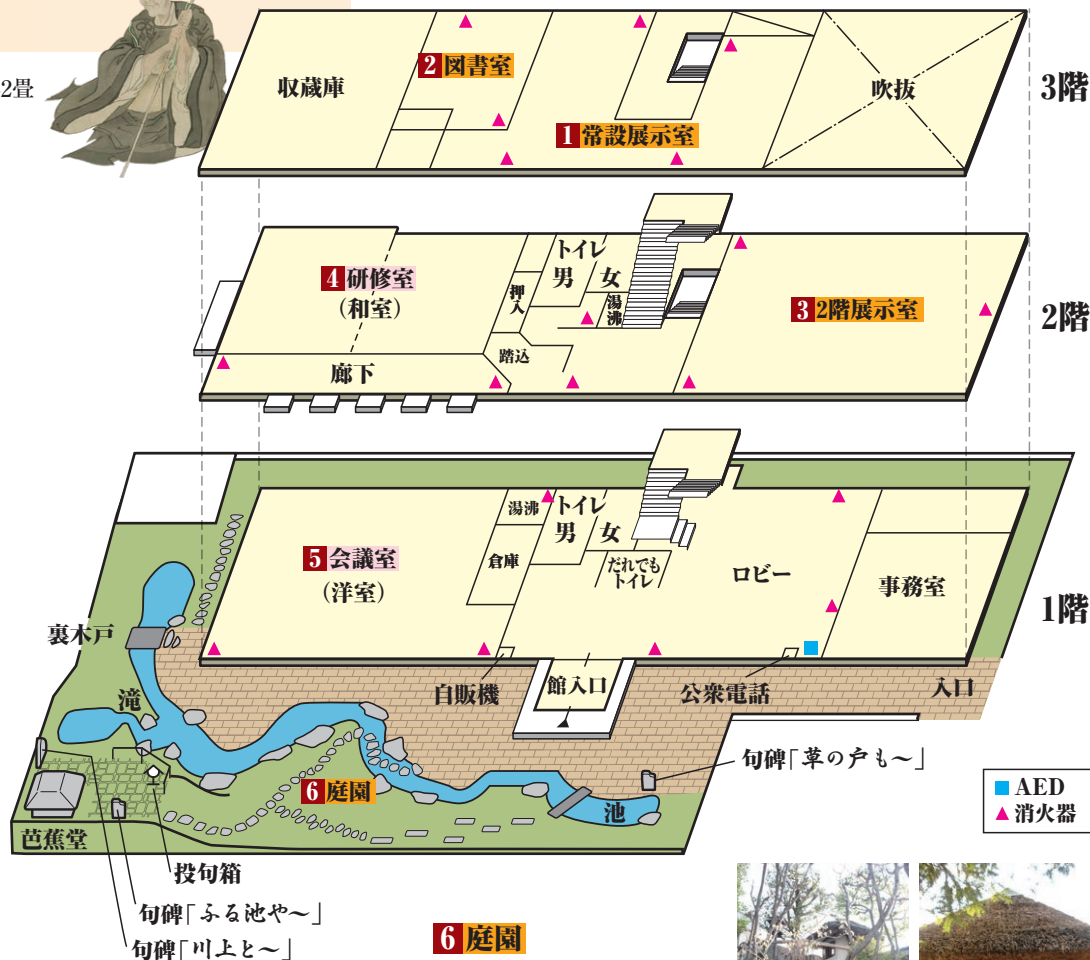 2畳
3階
収蔵庫
2 図書室
1 常設展示室
吹抜
2階
4 研修室
(和室)
廊下
押入
踏込
トイレ
男
女
湯沸
3 2階展示室
1階
5 会議室
(洋室)
湯沸
倉庫
トイレ
男
女
だれでも
トイレ
ロビー
事務室
裏木戸
滝
自販機
館入口
公衆電話
入口
句碑「草の戸も～」
6 庭園
池
芭蕉堂
投句箱
句碑「ふる池や～」
句碑「川上と～」
AED
消火器
6 庭園